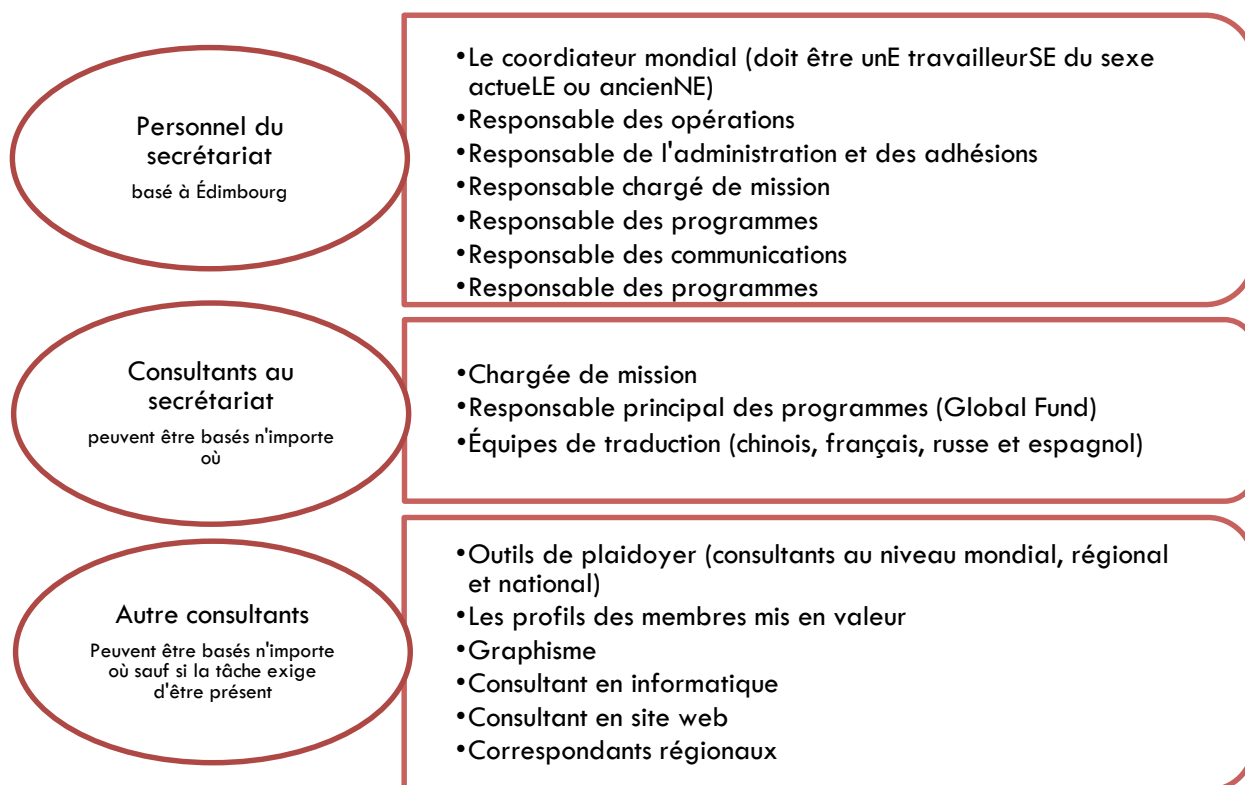 Personnel du
secrétariat
basé à Édimbourg
•Le coordiateur mondial (doit être unE travailleurSE du sexe
actueLE ou ancienNE)
•Responsable des opérations
•Responsable de l'administration et des adhésions
•Responsable chargé de mission
•Responsable des programmes
•Responsable des communications
•Responsable des programmes
Consultants au
secrétariat
peuvent être basés n'importe
où
•Chargée de mission
•Responsable principal des programmes (Global Fund)
•Équipes de traduction (chinois, français, russe et espagnol)
Autre consultants
Peuvent être basés n'importe
où sauf si la tâche exige
d'être présent
•Outils de plaidoyer (consultants au niveau mondial, régional
et national)
•Les profils des membres mis en valeur
•Graphisme
•Consultant en informatique
•Consultant en site web
•Correspondants régionaux